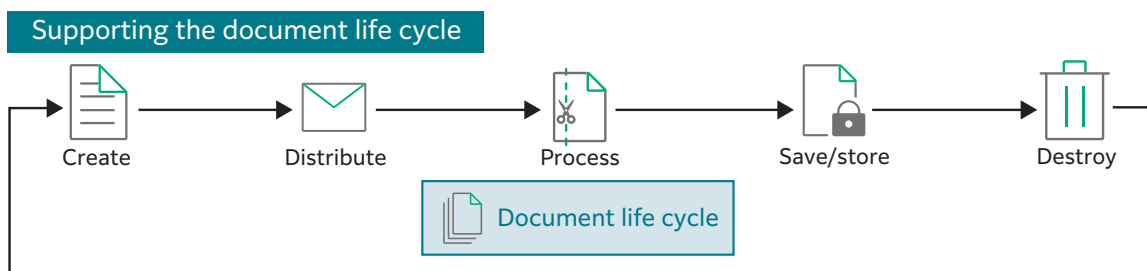 Supporting the document life cycle
Create
Distribute
Process
Save/store
Destroy
Document life cycle